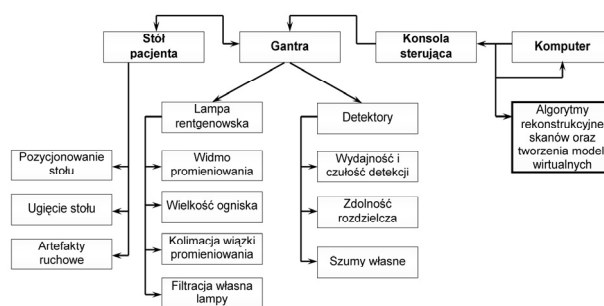 Stół
pacjenta
Gantra
Konsola
sterująca
Komputer
Lampa
rentgenowska
Detektory
Algorytmy
rekonstrukcyjne
skanów oraz
tworzenia modeli
wirtualnych
Pozycjonowanie
stołu
Ugięcie stołu
Artefakty
ruchowe
Widmo
promieniowania
Wielkość ogniska
Kolimacja wiązki
promieniowania
Filtracja własna
lampy
Wydajność i
czułość detekcji
Zdolność
rozdzielcza
Szumy własne